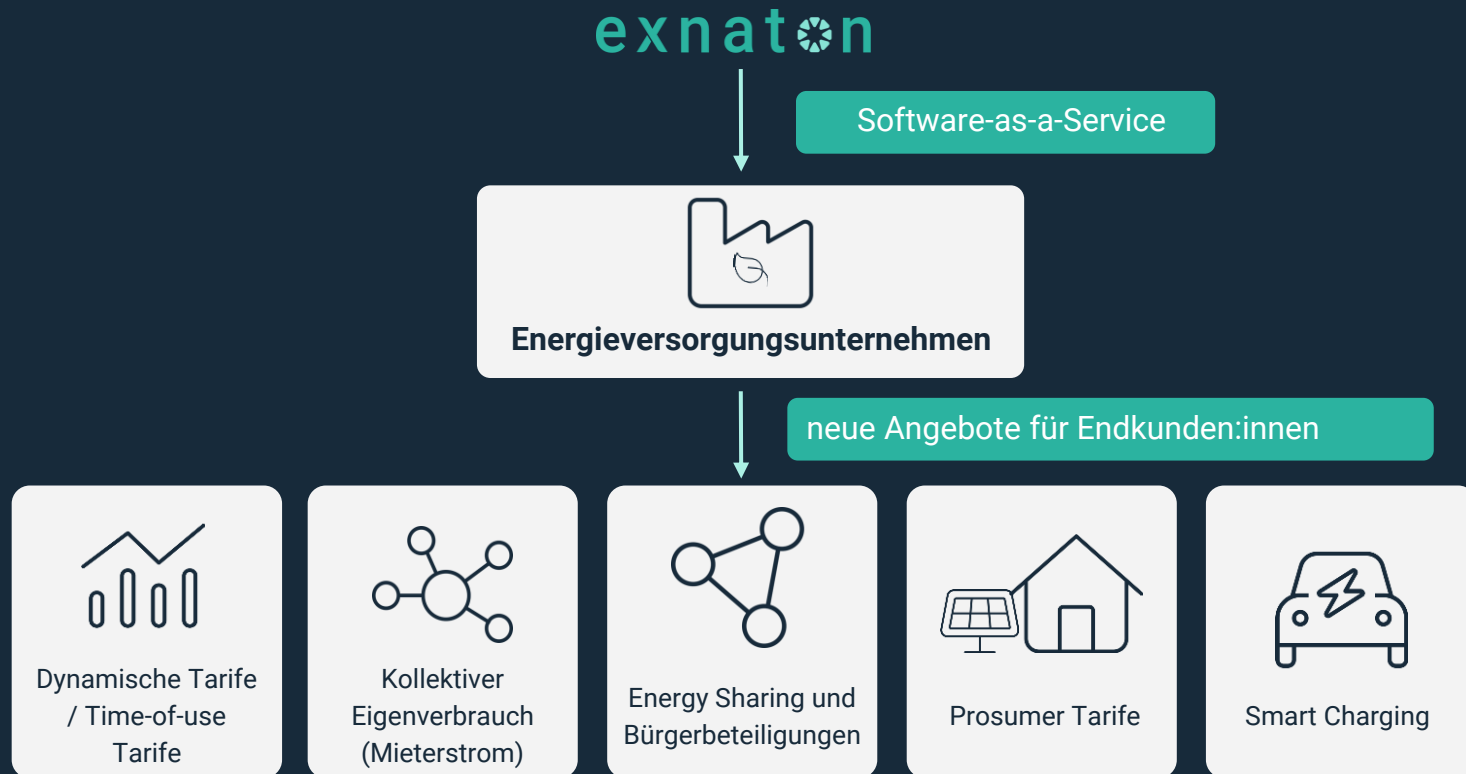 exnaton
Software-as-a-Service
Energieversorgungsunternehmen
neue Angebote für Endkunden:innen
Dynamische Tarife
/ Time-of-use
Tarife
Kollektiver
Eigenverbrauch
(Mieterstrom)
Energy Sharing und
Bürgerbeteiligungen
Prosumer Tarife
Smart Charging